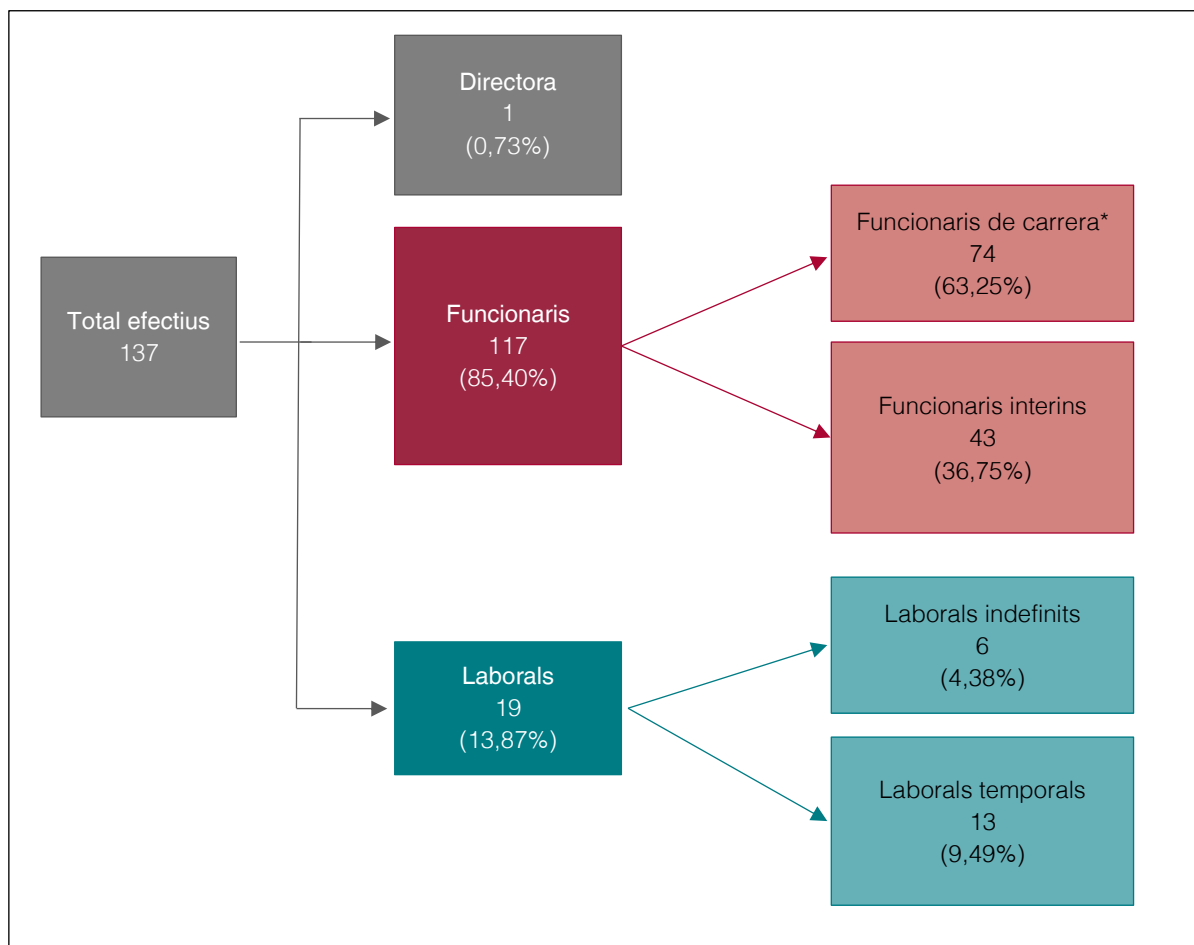 Total efectius
137
Directora
1
(0,73%)
Funcionaris
117
(85,40%)
Funcionaris de carrera*
74
(63,25%)
Funcionaris interins
43
(36,75%)
Laborals
19
(13,87%)
Laborals indefinits
6
(4,38%)
Laborals temporals
13
(9,49%)